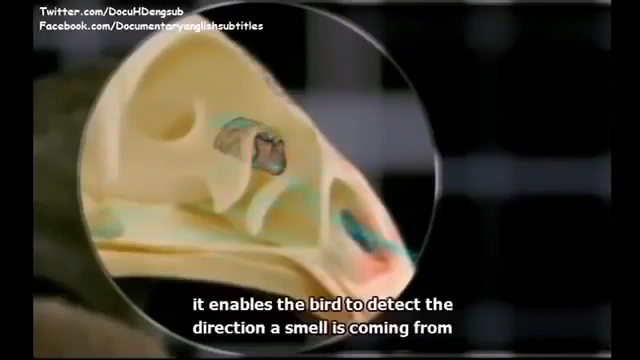 Twitter.com/DocuHDengsub
Facebook.com/Documentaryenglishsubtitles
it enables the bird to detect the
direction a smell is coming from